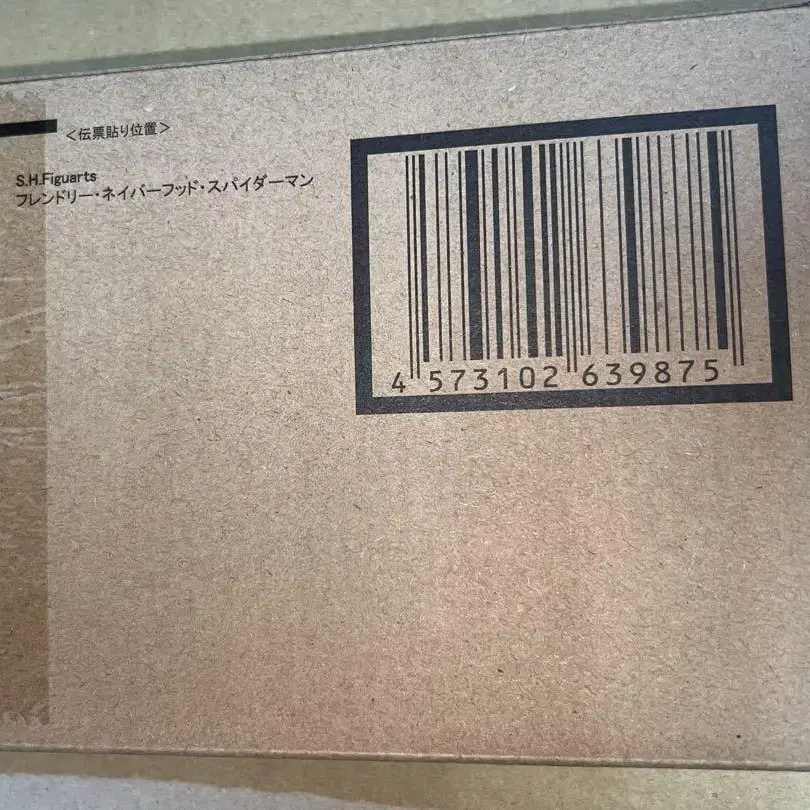 <伝票貼り位置>
S.H.Figuarts
フレンドリー・ネイバーフッド・スパイダーマン
4 573102 639875